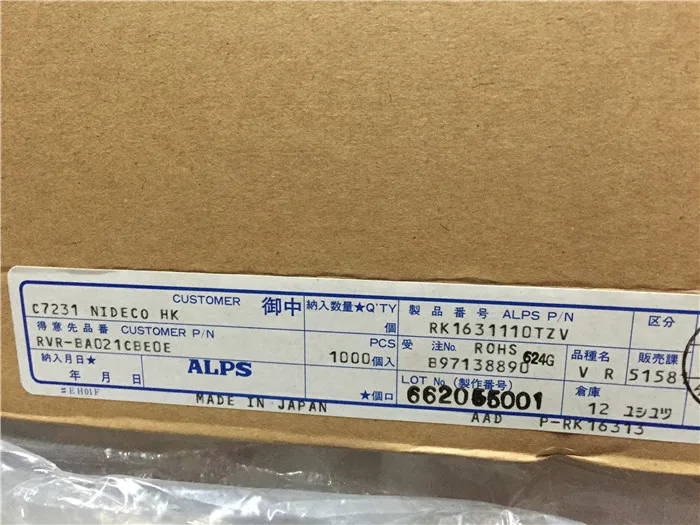 CUSTOMER 御中
C7231 NIDECO HK
得意先品番 CUSTOMER P/N
RVR-BA021CBE0E
納入月日★
年 月 日
ALPS
#EH01F
MADE IN JAPAN
納入数量★Q'TY
個
PCS
1000個入
★個口
製品番号 ALPS P/N
RK1631110TZV
区分
受注No. ROHS 624G
B97138890
品種名
V R
販売課
5158
LOT No. (製作番号)
倉庫
12 ユシュツ
AAD P-RK16313